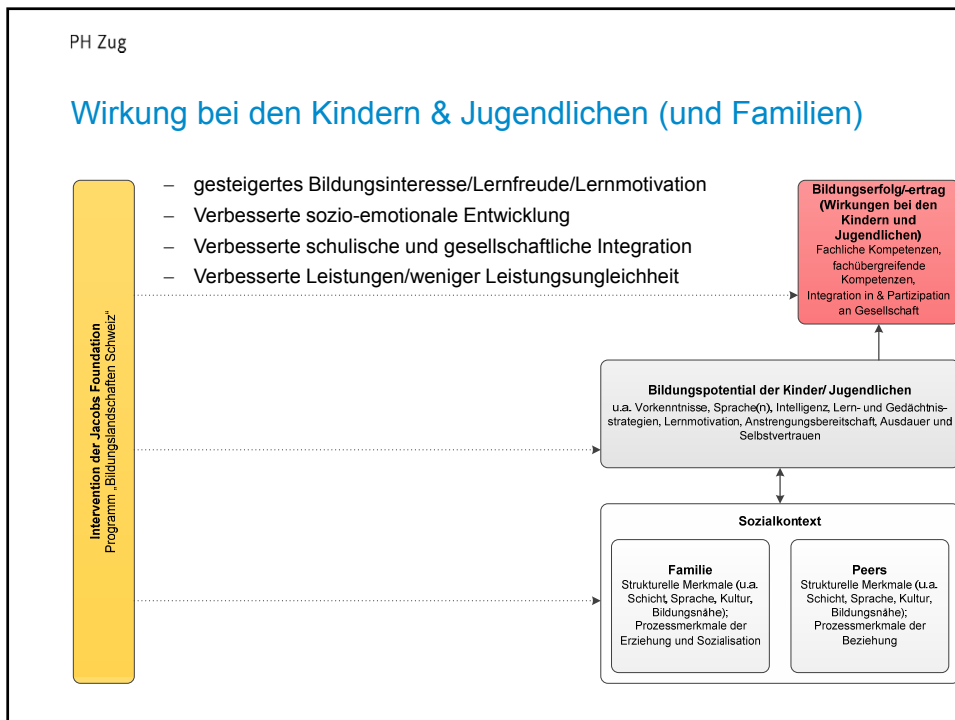 PH Zug
Wirkung bei den Kindern & Jugendlichen (und Familien)
– gesteigertes Bildungsinteresse/Lernfreude/Lernmotivation
– Verbesserte sozio-emotionale Entwicklung
– Verbesserte schulische und gesellschaftliche Integration
– Verbesserte Leistungen/weniger Leistungsungleichheit
Intervention der Jacobs Foundation
Programm „Bildungslandschaften Schweiz“
Bildungserfolg/-ertrag
(Wirkungen bei den
Kindern und
Jugendlichen)
Fachliche Kompetenzen,
fachübergreifende
Kompetenzen,
Integration in & Partizipation
an Gesellschaft
Bildungspotential der Kinder/ Jugendlichen
u.a. Vorkenntnisse, Sprache(n), Intelligenz, Lern- und Gedächtnis-
strategien, Lernmotivation, Anstrengungsbereitschaft, Ausdauer und
Selbstvertrauen
Sozialkontext
Familie
Strukturelle Merkmale (u.a.
Schicht, Sprache, Kultur,
Bildungsnähe);
Prozessmerkmale der
Erziehung und Sozialisation
Peers
Strukturelle Merkmale (u.a.
Schicht, Sprache, Kultur,
Bildungsnähe);
Prozessmerkmale der
Beziehung